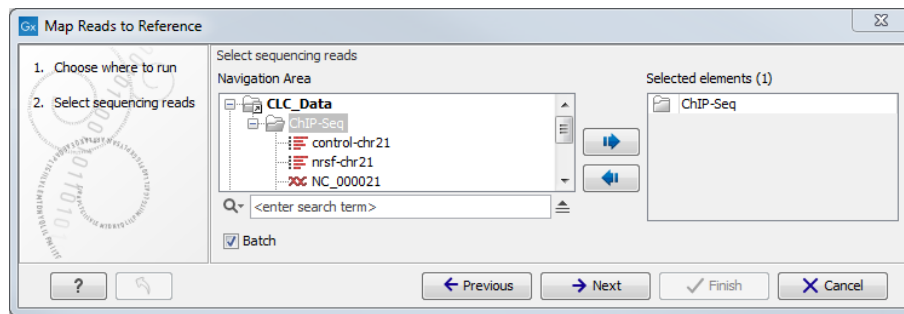 Gx Map Reads to Reference
1. Choose where to run
2. Select sequencing reads
Select sequencing reads
Navigation Area
CLC_Data
ChIP-Seq
control-chr21
nrsf-chr21
NC_000021
<enter search term>
Batch
Selected elements (1)
ChIP-Seq
?
Previous
Next
Finish
Cancel